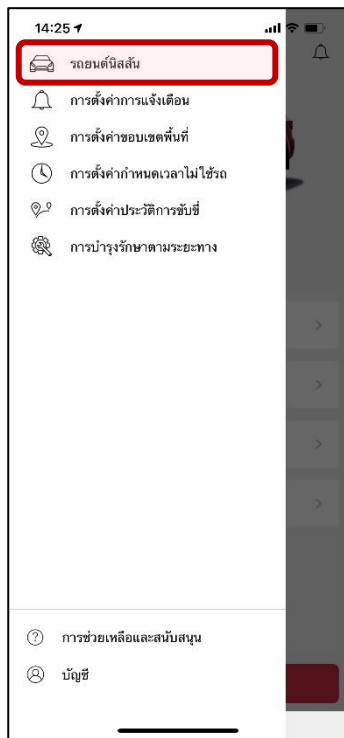 14:25
รถยนต์นิสสัน
การตั้งค่าการแจ้งเตือน
การตั้งค่าขอบเขตพื้นที่
การตั้งค่ากำหนดเวลาไม่ใช้รถ
การตั้งค่าประวัติการขับขี่
การบำรุงรักษาตามระยะทาง
การช่วยเหลือและสนับสนุน
บัญชี